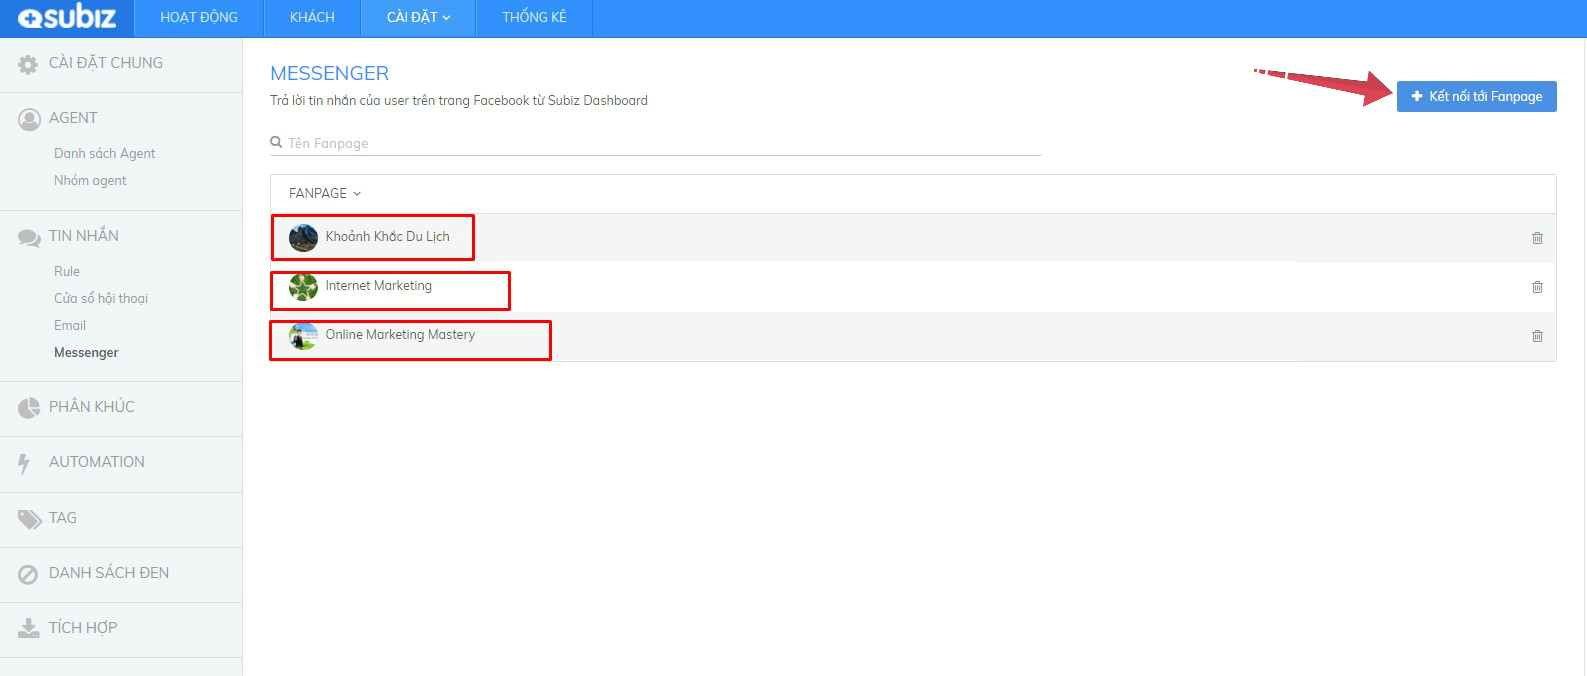 subiz
HOẠT ĐỘNG
KHÁCH
CÀI ĐẶT
THỐNG KÊ
CÀI ĐẶT CHUNG
AGENT
Danh sách Agent
Nhóm agent
TIN NHẮN
Rule
Cửa sổ hội thoại
Email
Messenger
PHÂN KHÚC
AUTOMATION
TAG
DANH SÁCH ĐEN
TÍCH HỢP
MESSENGER
Trả lời tin nhắn của user trên trang Facebook từ Subiz Dashboard
Kết nối tới Fanpage
Tên Fanpage
FANPAGE
Khoảnh Khắc Du Lịch
Internet Marketing
Online Marketing Mastery